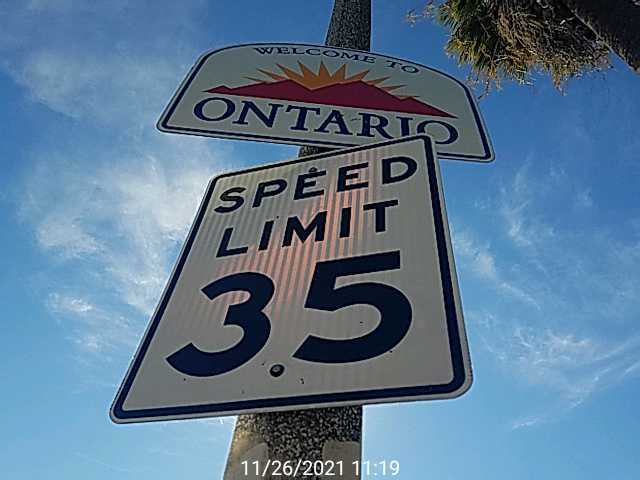 WELCOME TO
ONTARIO
SPEED
LIMIT
35
11/26/2021 11:19